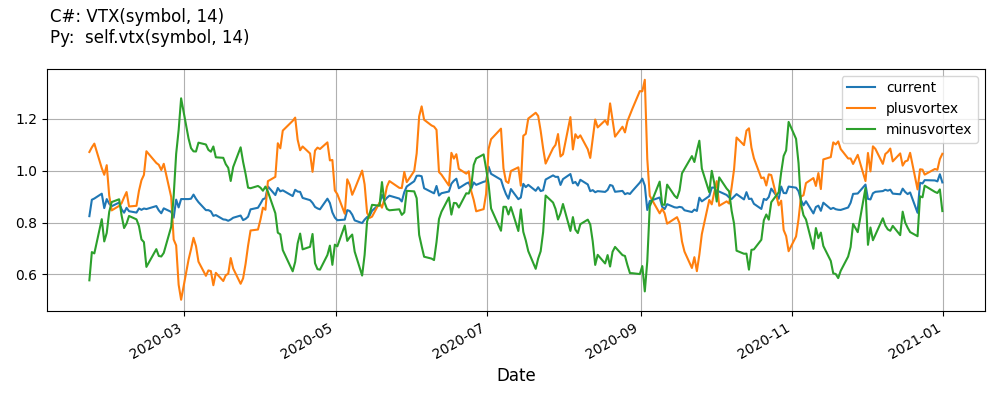 C#: VTX(symbol, 14)
Py:  self.vtx(symbol, 14)
current
plusvortex
minusvortex
1.2
1.0
0.8
0.6
2020-03
2020-05
2020-07
2020-09
2020-11
2021-01
Date